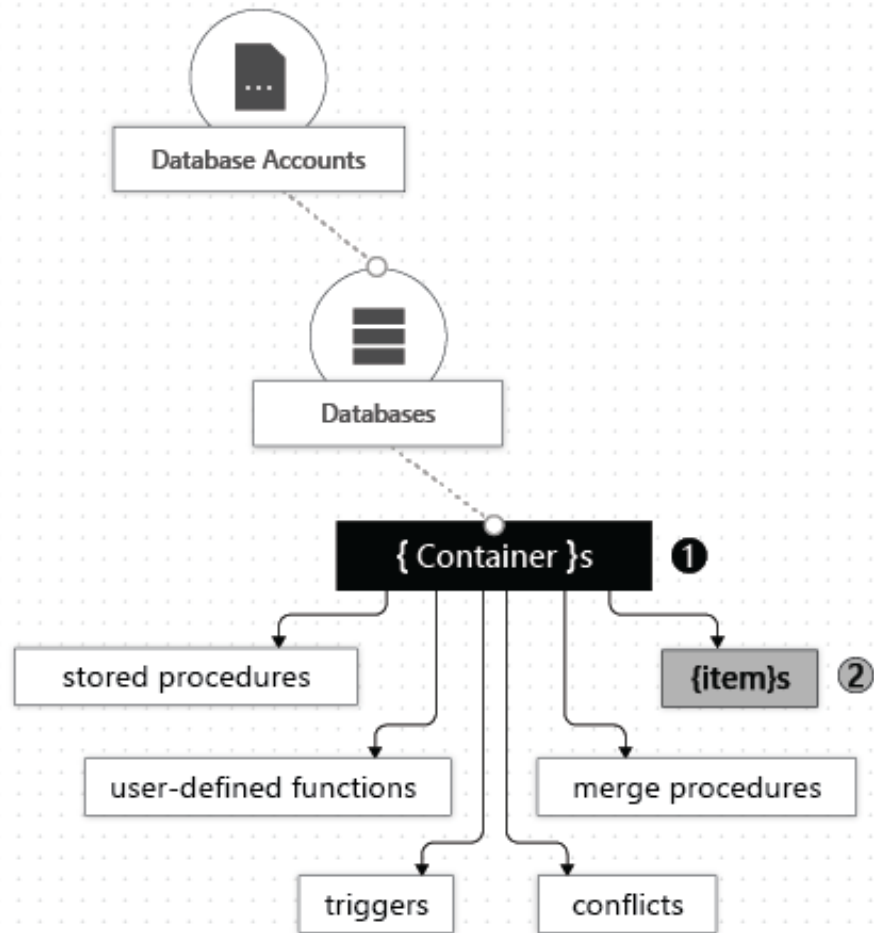 ...
Database Accounts
Databases
{ Container }s 1
stored procedures
{item}s 2
user-defined functions
merge procedures
triggers
conflicts